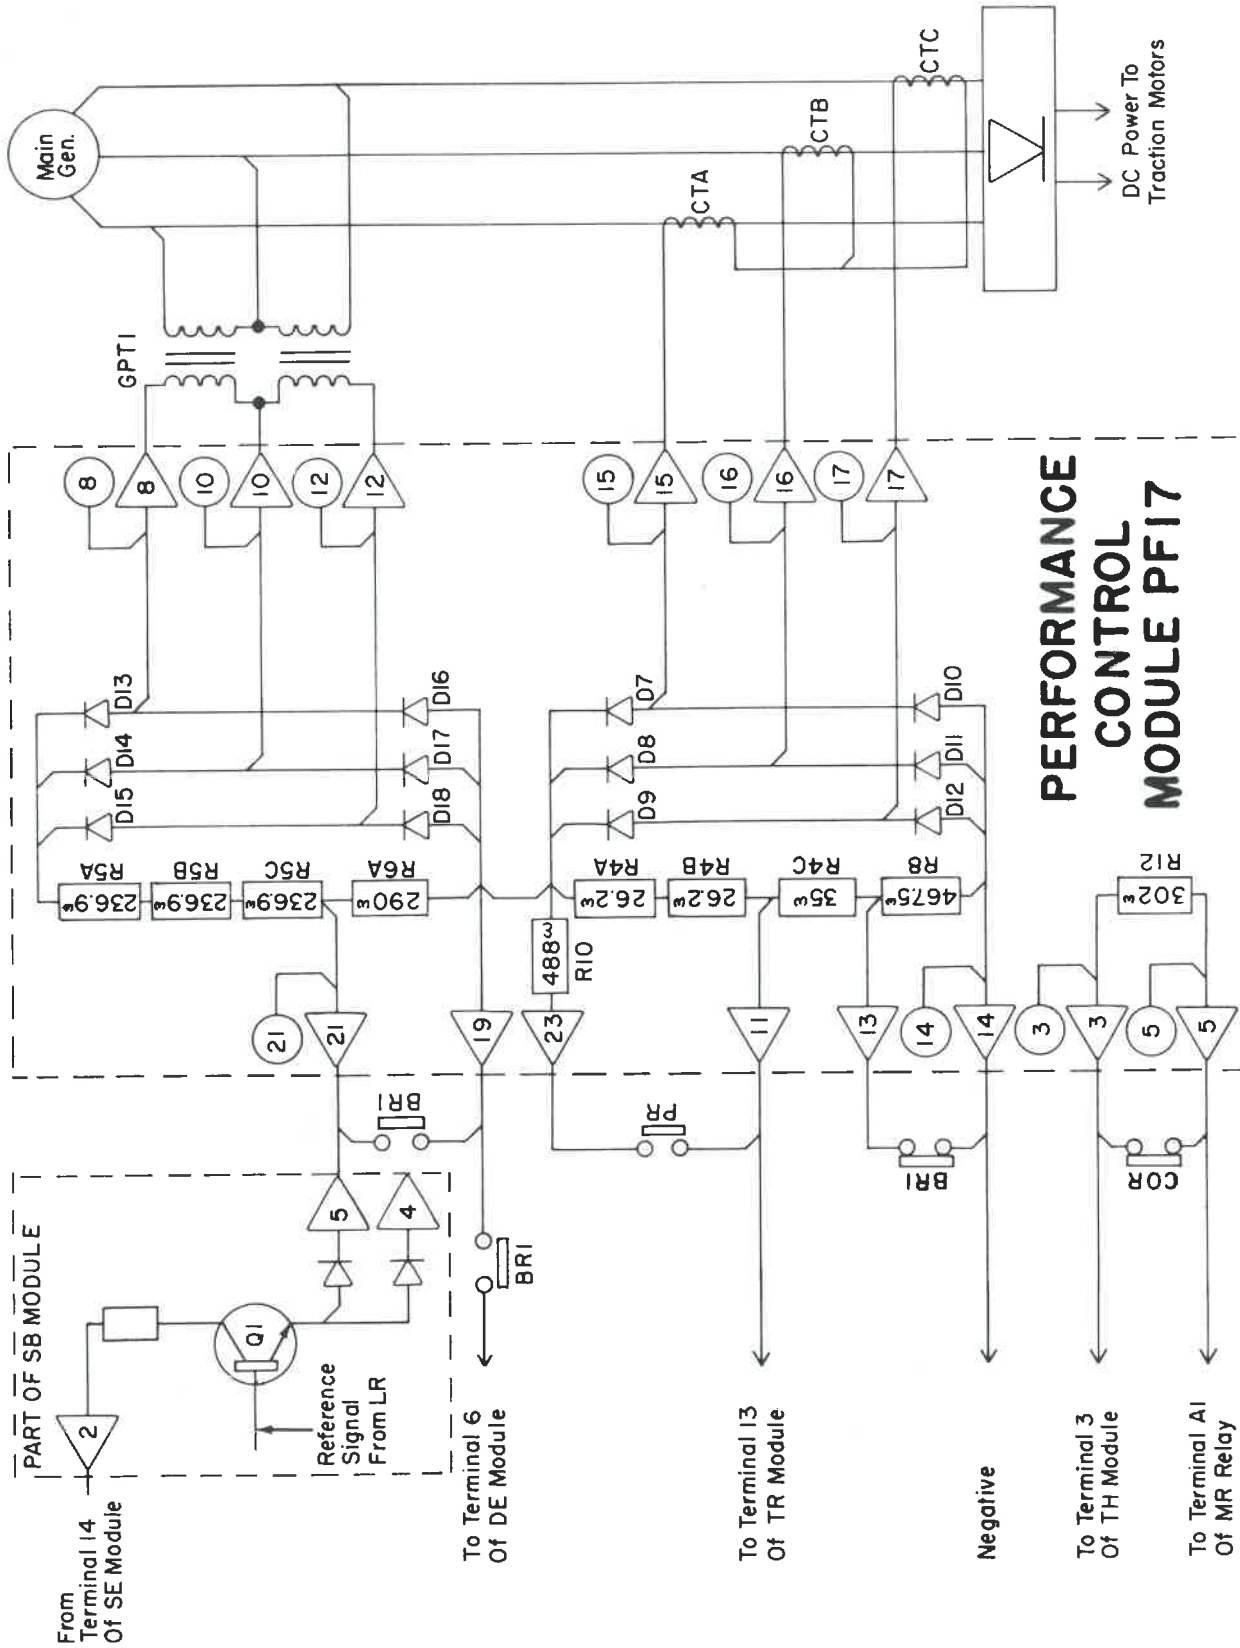 Main
Gen.
GPT1
CTA
CTB
CTC
DC Power To
Traction Motors
8
8
10
10
12
12
15
15
16
16
17
17
D13
D14
D15
D16
D17
D18
D7
D8
D9
D10
D11
D12
R5A
236.9ω
R5B
236.9ω
R5C
236.9ω
R6A
290ω
R4A
26.2ω
R4B
26.2ω
R4C
35ω
R8
467.5ω
488ω
R10
R12
302ω
PERFORMANCE
CONTROL
MODULE PF17
21
21
19
23
11
13
14
14
3
3
5
5
BR1
PR
BR1
COR
BR1
PART OF SB MODULE
2
Q1
5
4
Reference
Signal
From LR
From
Terminal 14
Of SE Module
To Terminal 6
Of DE Module
To Terminal 13
Of TR Module
Negative
To Terminal 3
Of TH Module
To Terminal A1
Of MR Relay